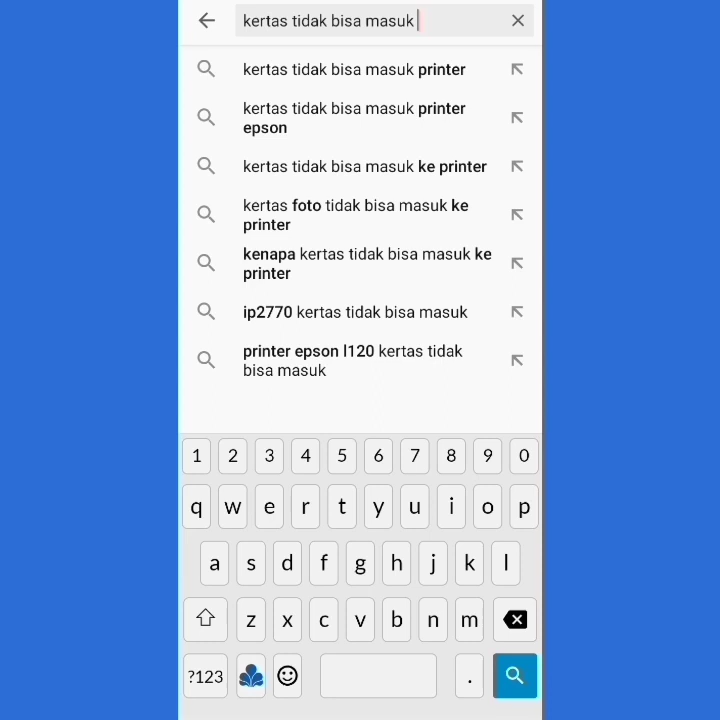 kertas tidak bisa masuk
kertas tidak bisa masuk printer
kertas tidak bisa masuk printer
epson
kertas tidak bisa masuk ke printer
kertas foto tidak bisa masuk ke
printer
kenapa kertas tidak bisa masuk ke
printer
ip2770 kertas tidak bisa masuk
printer epson l120 kertas tidak
bisa masuk
1 2 3 4 5 6 7 8 9 0
q w e r t y u i o p
a s d f g h j k l
z x c v b n m
?123 .